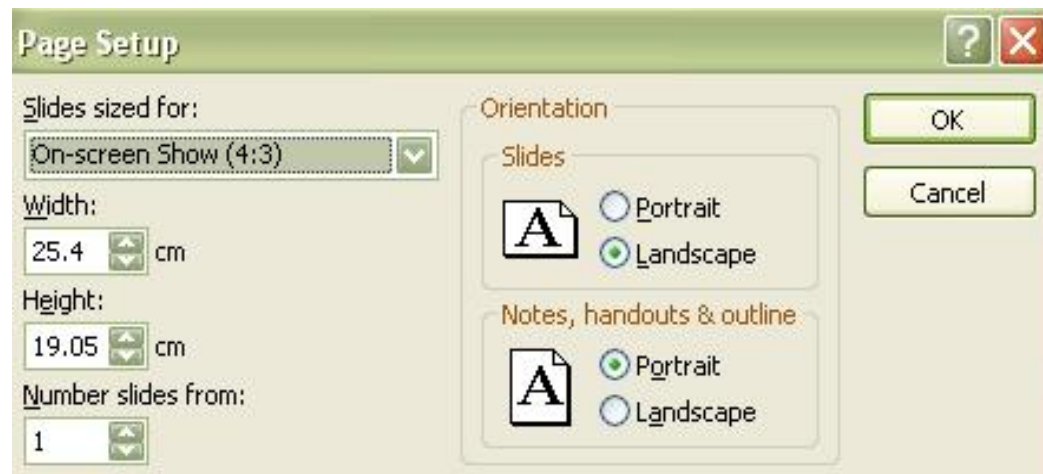 Page Setup
Slides sized for:
On-screen Show (4:3)
Width:
25.4 cm
Height:
19.05 cm
Number slides from:
1
Orientation
Slides
A
Portrait
Landscape
Notes, handouts & outline
A
Portrait
Landscape
OK
Cancel